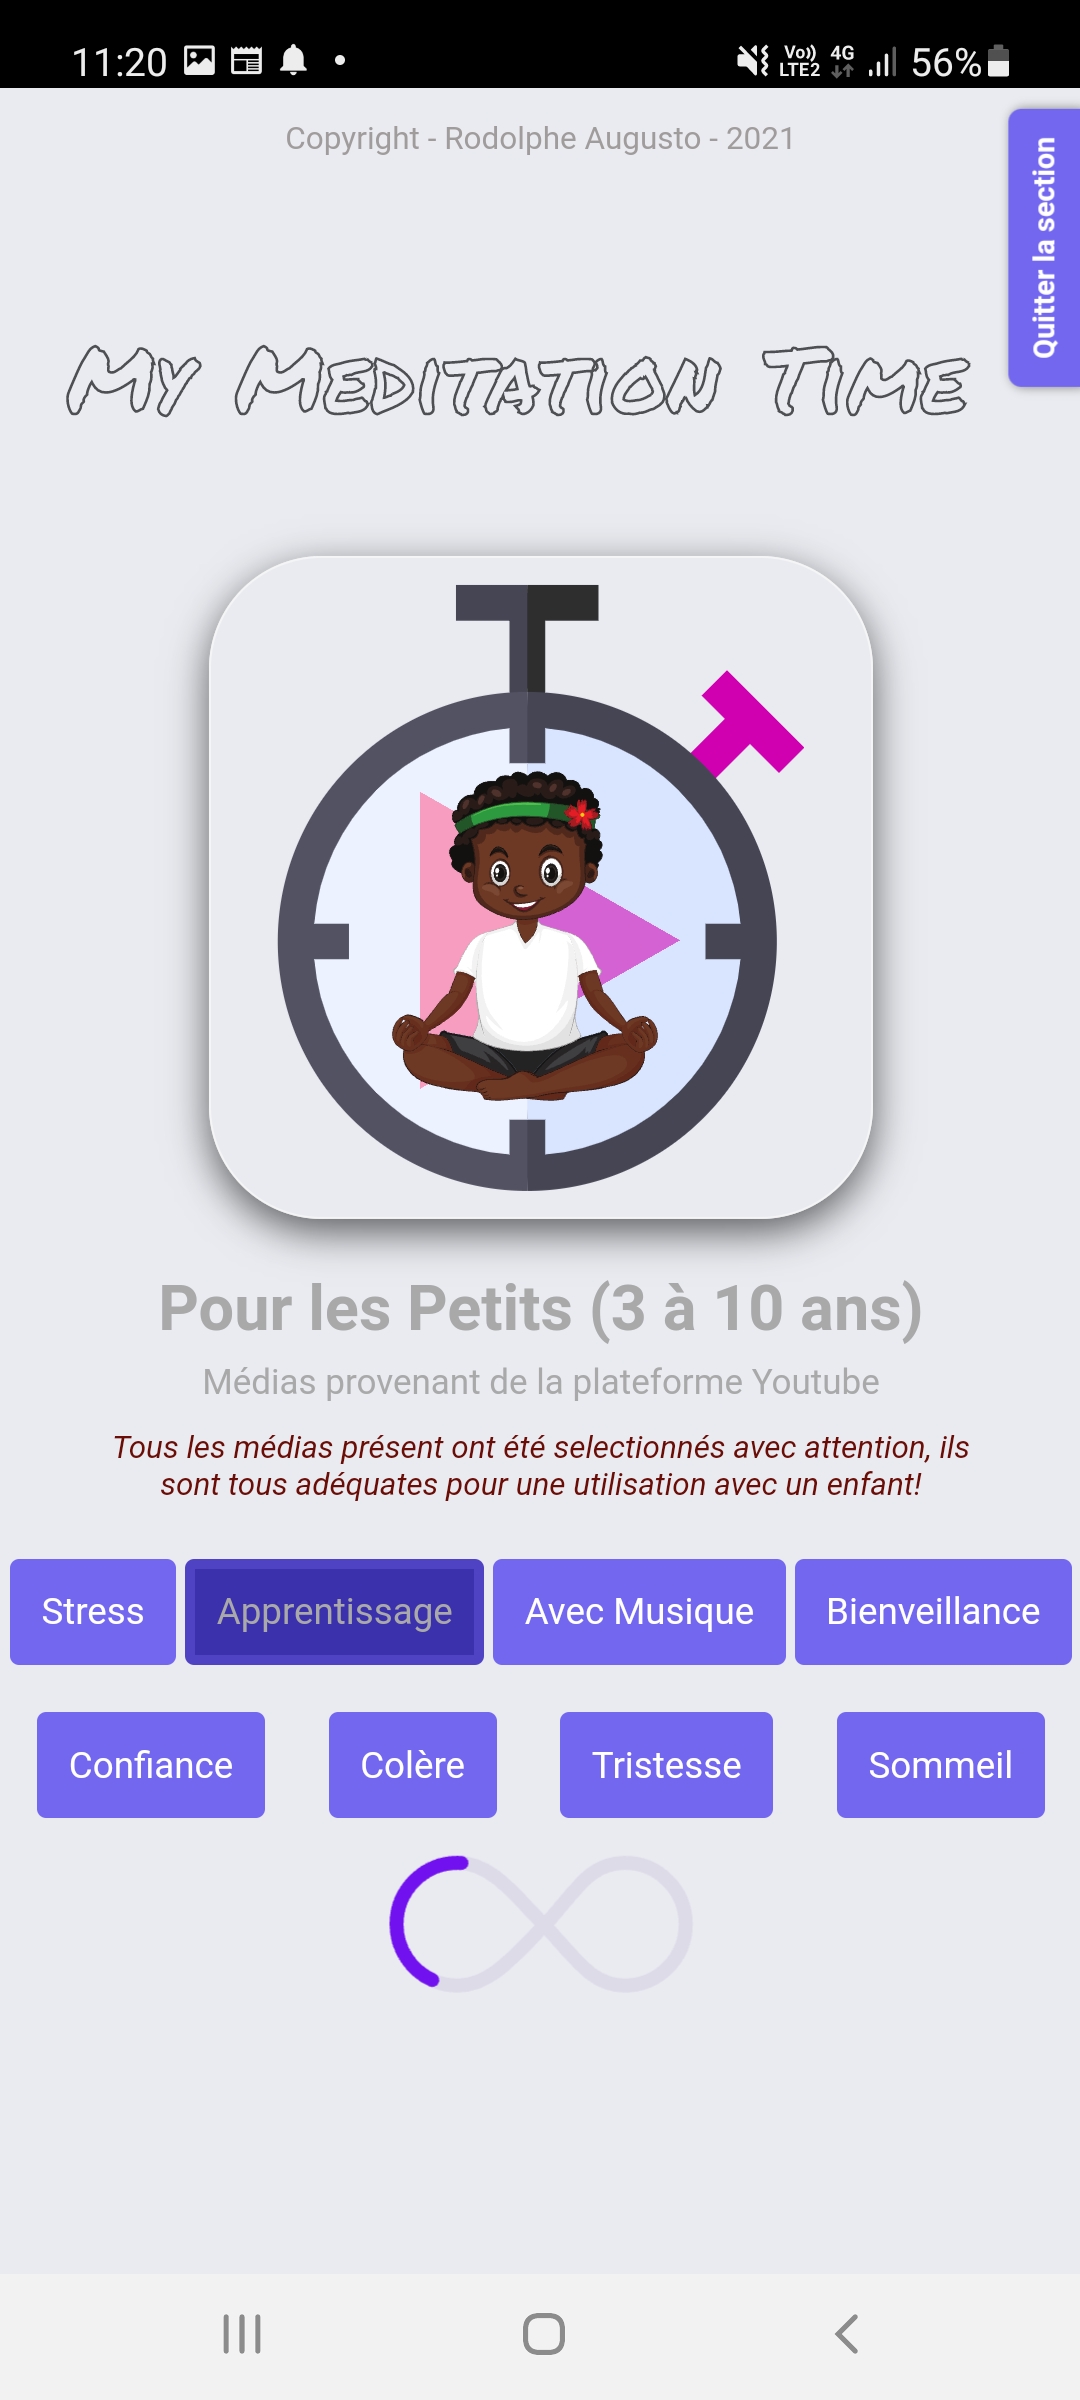 11:20
Vo)) LTE2 4G 56%
Copyright - Rodolphe Augusto - 2021
Quitter la section
My Meditation Time
Pour les Petits (3 à 10 ans)
Médias provenant de la plateforme Youtube
Tous les médias présent ont été selectionnés avec attention, ils
sont tous adéquates pour une utilisation avec un enfant!
Stress Apprentissage Avec Musique Bienveillance
Confiance Colère Tristesse Sommeil